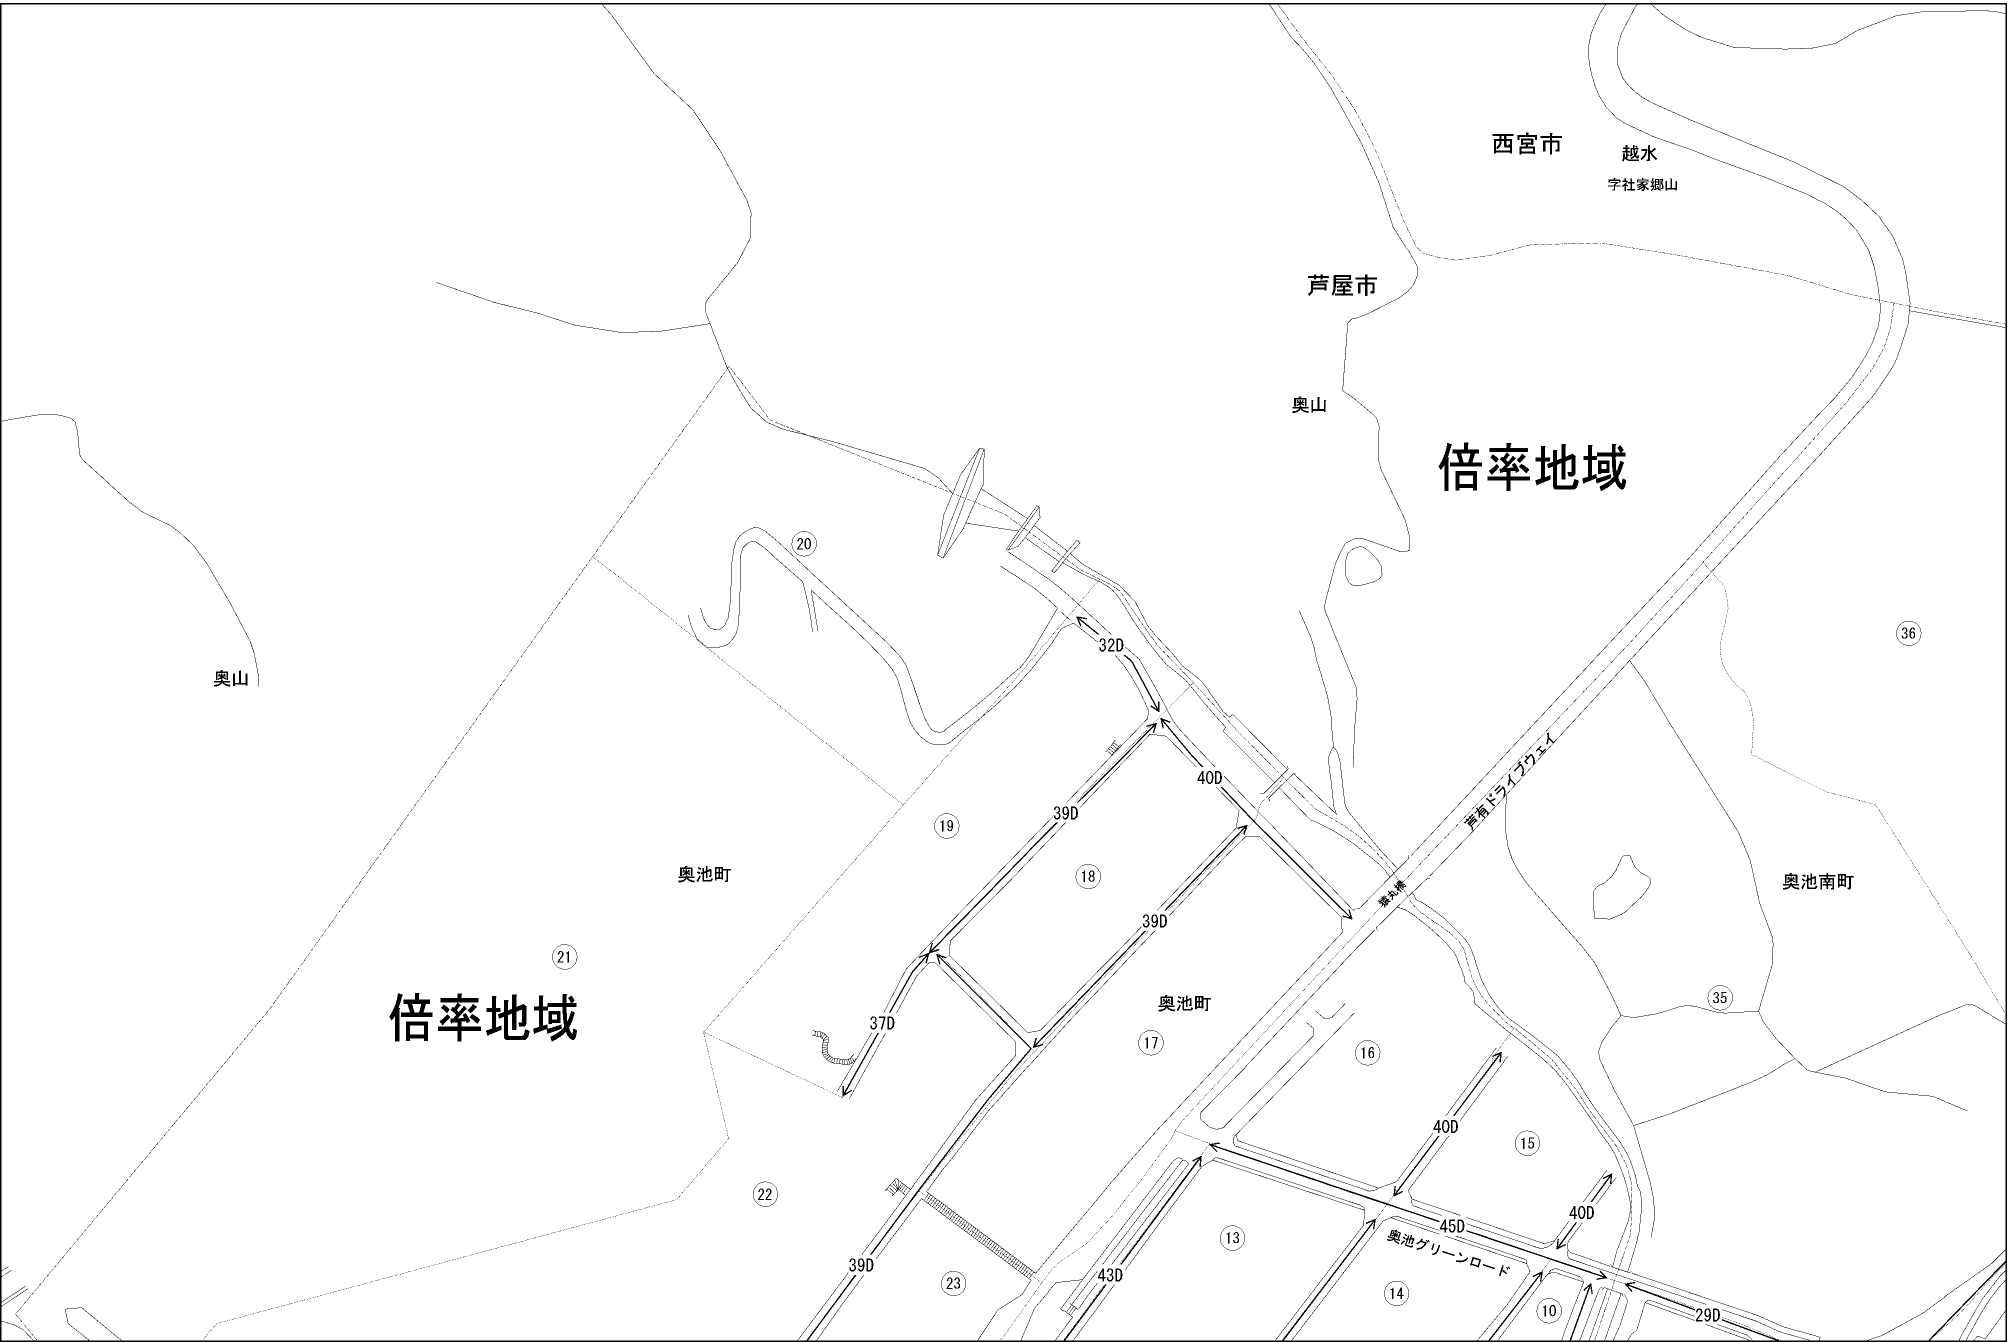 西宮市
越水
字社家郷山
芦屋市
奥山
倍率地域
20
36
32D
奥山
芦有ドライブウェイ
40D
39D
19
奥池町
18
奥池南町
猿丸橋
39D
21
35
倍率地域
奥池町
37D
17
16
40D
15
22
40D
45D
13
奥池グリーンロード
39D
43D
23
14
10
29D